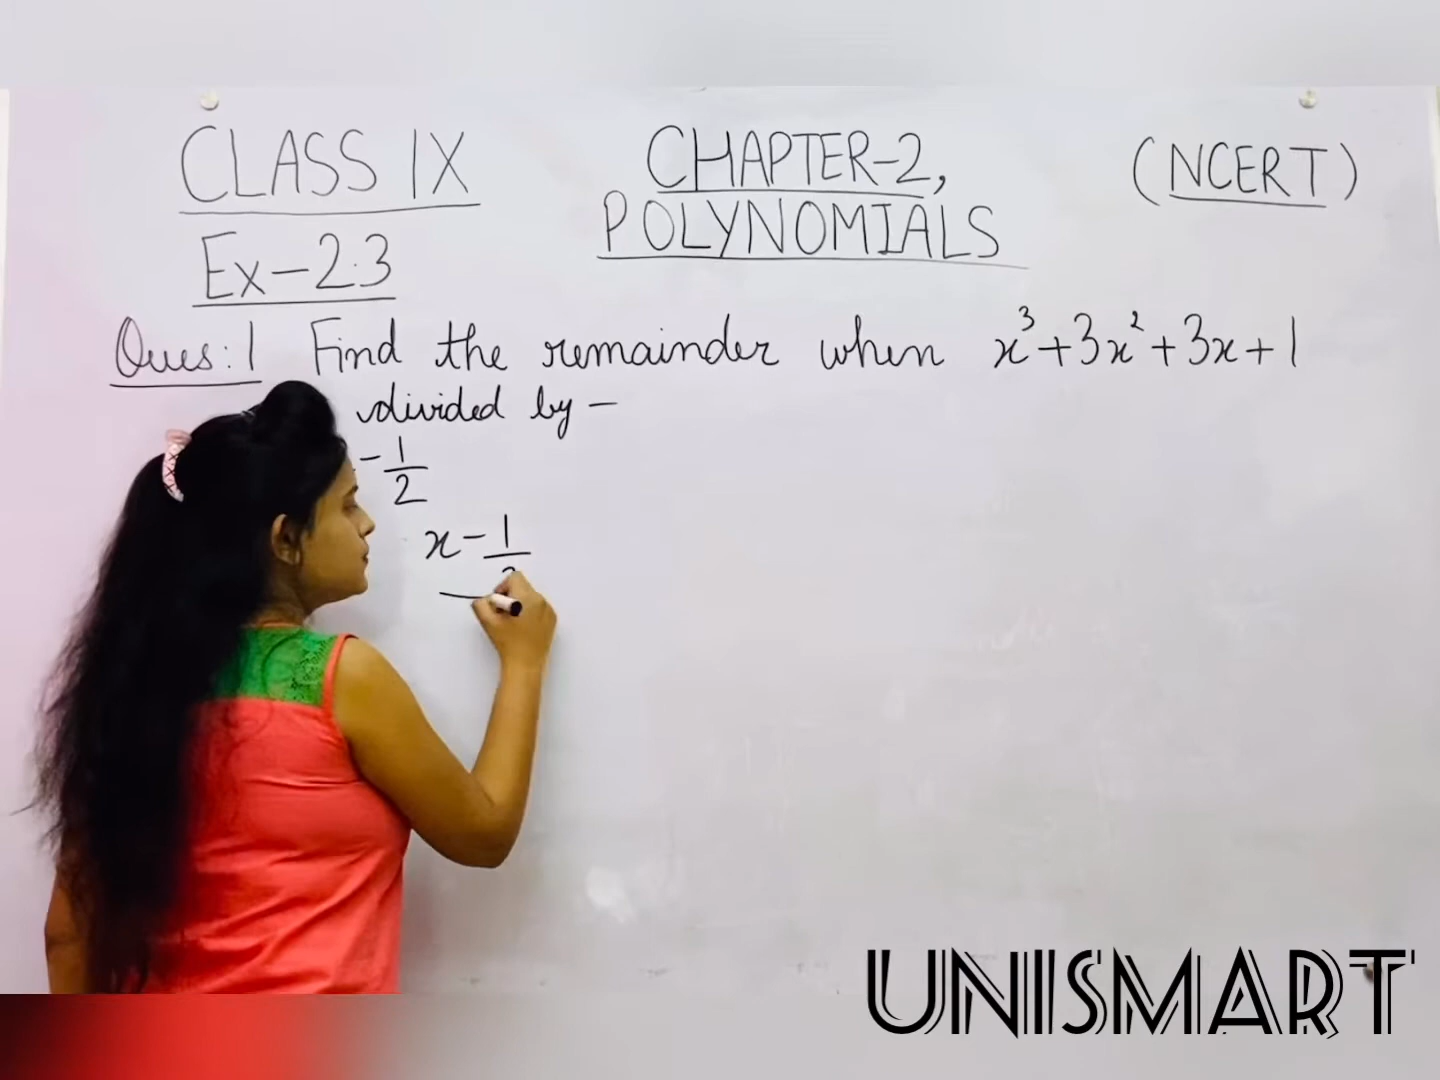 CLASS IX
CHAPTER-2,
(NCERT)
POLYNOMIALS
Ex-2.3
Ques:1 Find the remainder when x³+3x²+3x+1
divided by -
-1/2
x-1/2
UNISMART